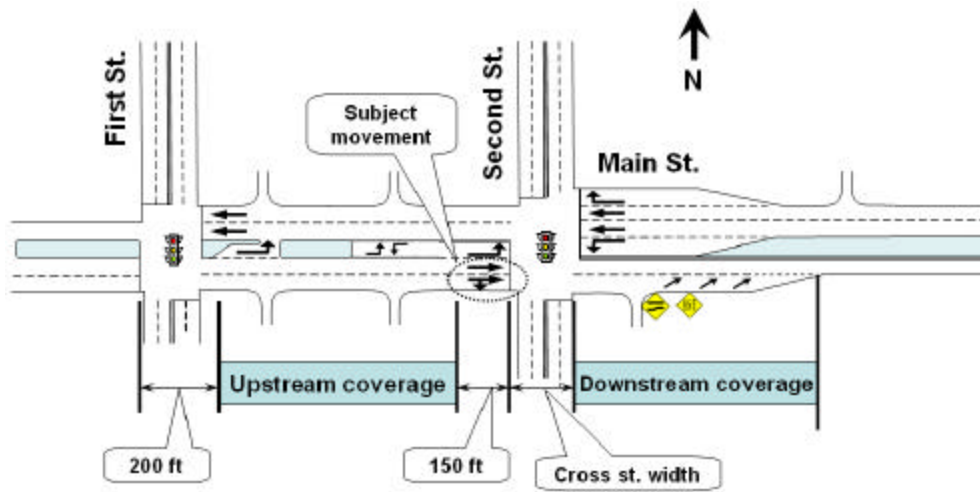 First St.
Second St.
N
Subject
movement
Main St.
Upstream coverage
Downstream coverage
200 ft
150 ft
Cross st. width